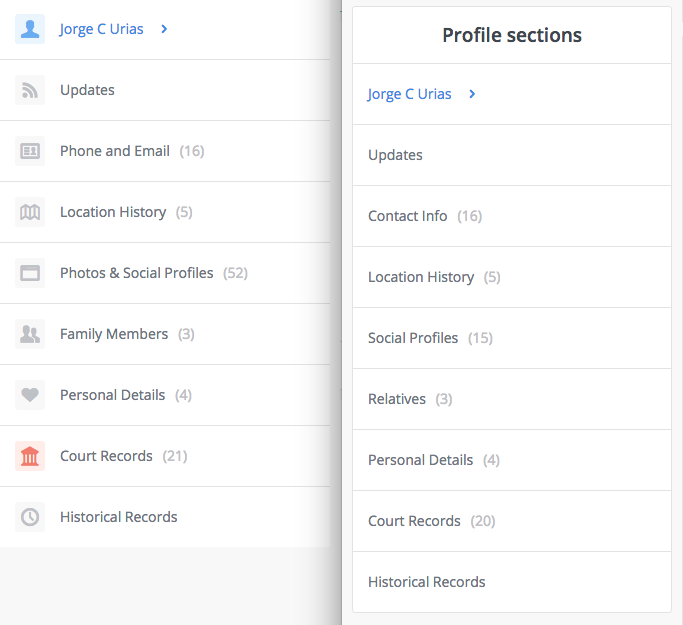 Jorge C Urias
Updates
Phone and Email (16)
Location History (5)
Photos & Social Profiles (52)
Family Members (3)
Personal Details (4)
Court Records (21)
Historical Records
Profile sections
Jorge C Urias
Updates
Contact Info (16)
Location History (5)
Social Profiles (15)
Relatives (3)
Personal Details (4)
Court Records (20)
Historical Records